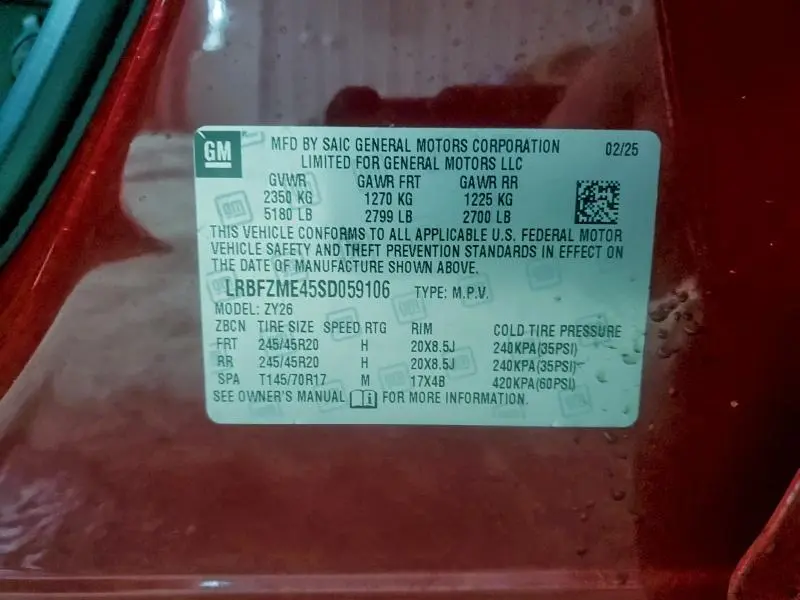 GM
MFD BY SAIC GENERAL MOTORS CORPORATION 02/25
LIMITED FOR GENERAL MOTORS LLC
GVWR GAWR FRT GAWR RR
2350 KG 1270 KG 1225 KG
5180 LB 2799 LB 2700 LB
THIS VEHICLE CONFORMS TO ALL APPLICABLE U.S. FEDERAL MOTOR
VEHICLE SAFETY AND THEFT PREVENTION STANDARDS IN EFFECT ON
THE DATE OF MANUFACTURE SHOWN ABOVE.
LRBFZME45SD059106 TYPE: M.P.V.
MODEL: ZY26
ZBCN TIRE SIZE SPEED RTG RIM COLD TIRE PRESSURE
FRT 245/45R20 H 20X8.5J 240KPA(35PSI)
RR 245/45R20 H 20X8.5J 240KPA(35PSI)
SPA T145/70R17 M 17X4B 420KPA(60PSI)
SEE OWNER'S MANUAL FOR MORE INFORMATION.